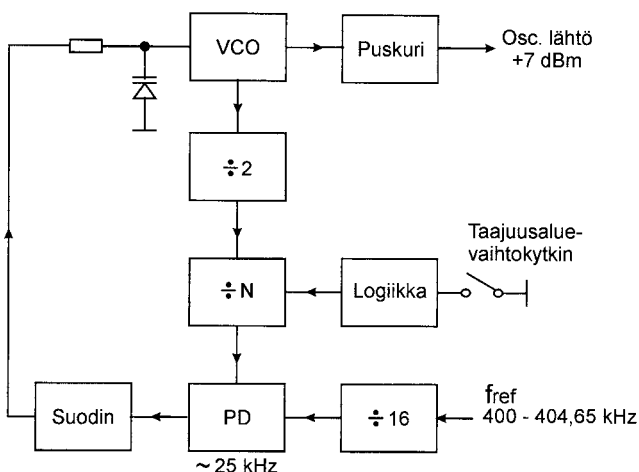 VCO
Puskuri
Osc. lähtö
+7 dBm
÷2
Taajuusalue-
vaihtokytkin
÷N
Logiikka
Suodin
PD
÷16
fref
400 - 404,65 kHz
~ 25 kHz